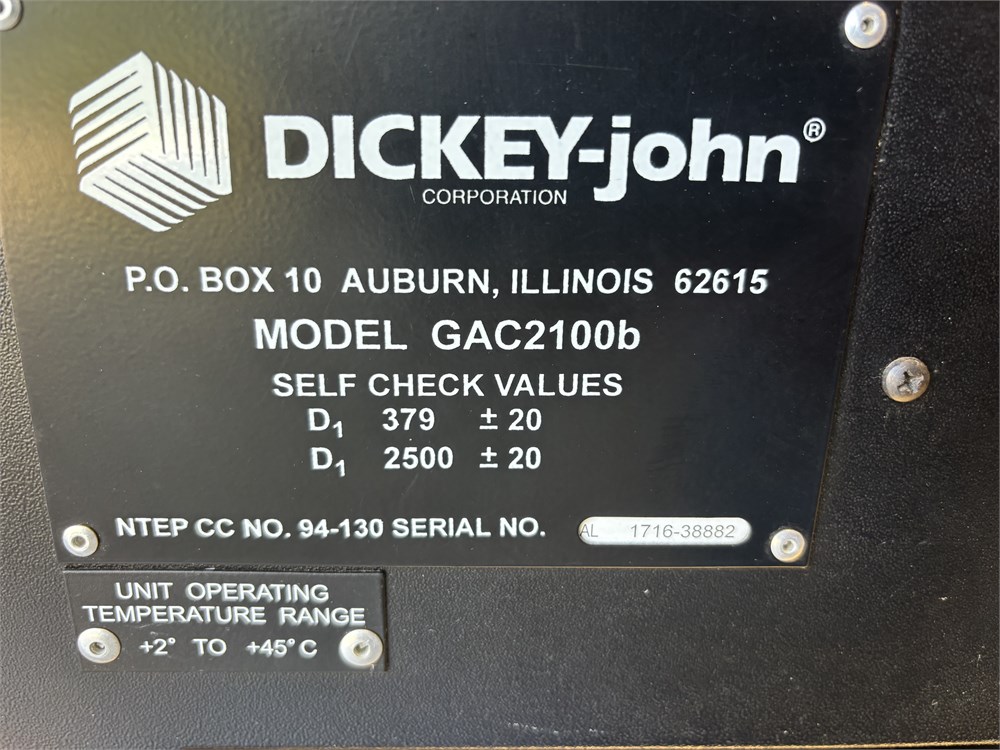 DICKEY-john®
CORPORATION
P.O. BOX 10 AUBURN, ILLINOIS 62615
MODEL GAC2100b
SELF CHECK VALUES
D1 379 ± 20
D1 2500 ± 20
NTEP CC NO. 94-130 SERIAL NO. AL 1716-38882
UNIT OPERATING
TEMPERATURE RANGE
+2° TO +45° C